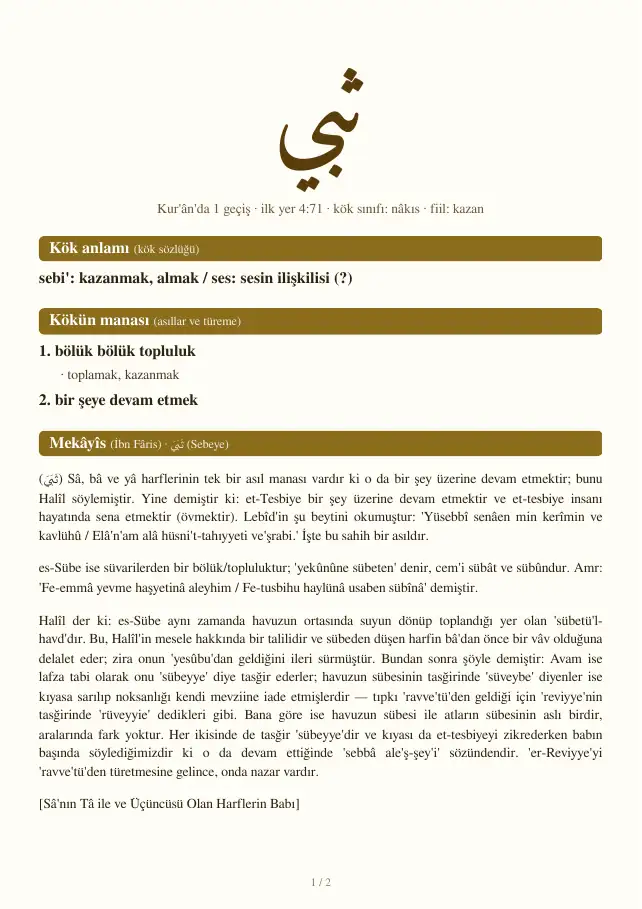 ثبي
Kur'ân'da 1 geçiş · ilk yer 4:71 · kök sınıfı: nâkıs · fiil: kazan
Kök anlamı (kök sözlüğü)
sebi': kazanmak, almak / ses: sesin ilişkilisi (?)
Kökün manası (asıllar ve türeme)
1. bölük bölük topluluk
· toplamak, kazanmak
2. bir şeye devam etmek
Mekâyîs (İbn Fâris) · ثَبَيَ (Sebeye)
(ثَبَيَ) Sâ, bâ ve yâ harflerinin tek bir asıl manası vardır ki o da bir şey üzerine devam etmektir; bunu
Halîl söylemiştir. Yine demiştir ki: et-Tesbiye bir şey üzerine devam etmektir ve et-tesbiye insanı
hayatında sena etmektir (övmektir). Lebîd'in şu beytini okumuştur: 'Yüsebbî senâen min kerîmin ve
kavlühû / Elâ'n'am alâ hüsni't-tahıyyeti ve'şrabi.' İşte bu sahih bir asıldır.
es-Sübe ise süvarilerden bir bölük/topluluktur; 'yekûnûne sübeten' denir, cem'i sübât ve sübûndur. Amr:
'Fe-emmâ yevme haşyetinâ aleyhim / Fe-tusbihu haylünâ usaben sübînâ' demiştir.
Halîl der ki: es-Sübe aynı zamanda havuzun ortasında suyun dönüp toplandığı yer olan 'sübetü'l-
havd'dır. Bu, Halîl'in mesele hakkında bir talilidir ve sübeden düşen harfin bâ'dan önce bir vâv olduğuna
delalet eder; zira onun 'yesûbu'dan geldiğini ileri sürmüştür. Bundan sonra şöyle demiştir: Avam ise
lafza tabi olarak onu 'sübeyye' diye tasğir ederler; havuzun sübesinin tasğirinde 'süveybe' diyenler ise
kıyasa sarılıp noksanlığı kendi mevziine iade etmişlerdir — tıpkı 'ravve'tü'den geldiği için 'reviyye'nin
tasğirinde 'rüveyyie' dedikleri gibi. Bana göre ise havuzun sübesi ile atların sübesinin aslı birdir,
aralarında fark yoktur. Her ikisinde de tasğir 'sübeyye'dir ve kıyası da et-tesbiyeyi zikrederken babın
başında söylediğimizdir ki o da devam ettiğinde 'sebbâ ale'ş-şey'i' sözündendir. 'er-Reviyye'yi
'ravve'tü'den türetmesine gelince, onda nazar vardır.
[Sâ'nın Tâ ile ve Üçüncüsü Olan Harflerin Babı]
1 / 2